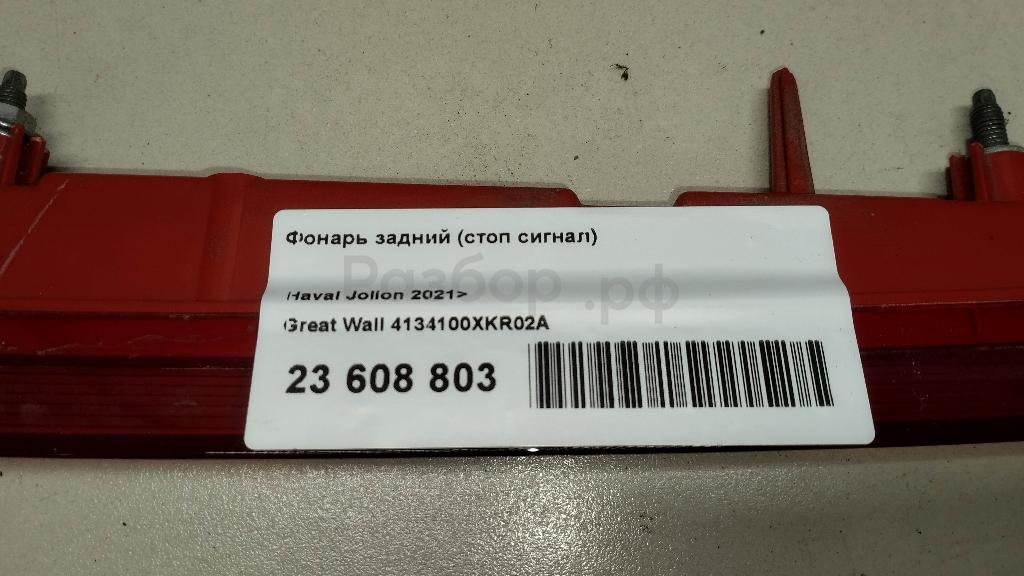 Фонарь задний (стоп сигнал)
Разбор.рф
Haval Jolion 2021>
Great Wall 4134100XKR02A
23 608 803